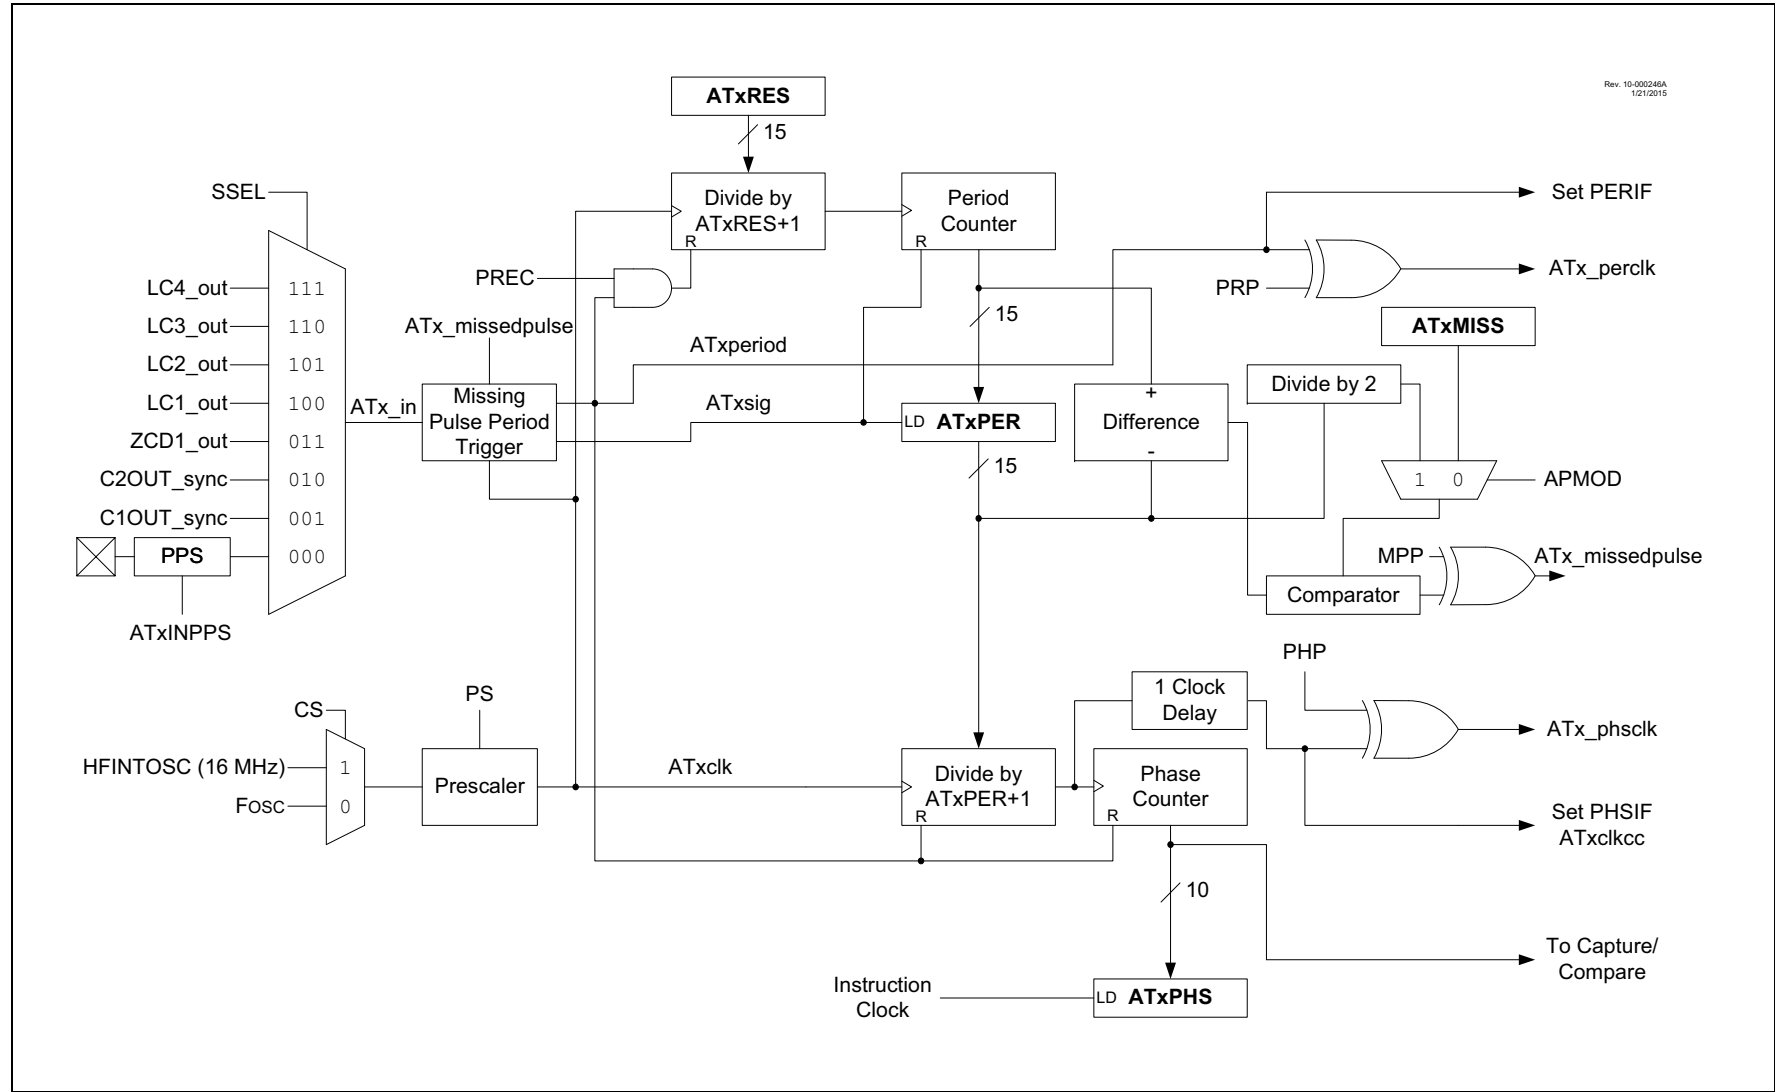 Rev. 10-000246A
1/21/2015
ATxRES
15
SSEL
Divide by
ATxRES+1
R
Period
Counter
R
Set PERIF
PREC
LC4_out
111
LC3_out
110
LC2_out
101
LC1_out
100
ZCD1_out
011
C2OUT_sync
010
C1OUT_sync
001
PPS
000
ATxINPPS
ATx_in
ATx_missedpulse
Missing
Pulse Period
Trigger
ATxperiod
ATxsig
15
LD
ATxPER
15
+
Difference
-
PRP
ATx_perclk
ATxMISS
Divide by 2
1
0
APMOD
MPP
Comparator
ATx_missedpulse
PS
CS
HFINTOSC (16 MHz)
1
FOSC
0
Prescaler
ATxclk
Divide by
ATxPER+1
R
1 Clock
Delay
Phase
Counter
R
PHP
ATx_phsclk
Set PHSIF
ATxclkcc
10
To Capture/
Compare
Instruction
Clock
LD
ATxPHS